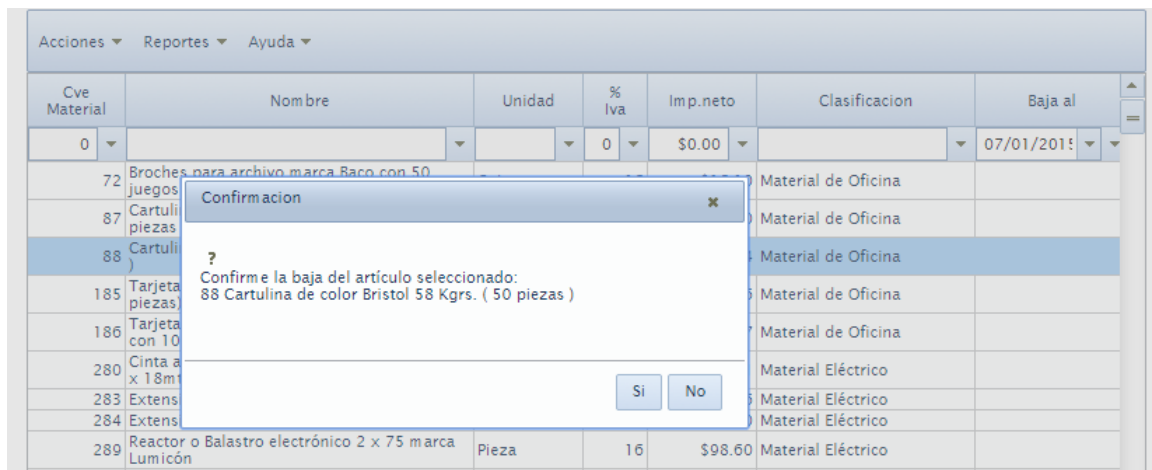 Acciones Reportes Ayuda
Cve Material Nombre Unidad % Iva Imp.neto Clasificacion Baja al
0 0 $0.00 07/01/2015
72 Broches para archivo marca Baco con 50 juegos Material de Oficina
87 Cartuli piezas Material de Oficina
88 Cartuli ) Material de Oficina
185 Tarjeta piezas) Material de Oficina
186 Tarjeta con 10 Material de Oficina
280 Cinta a x 18mt Material Eléctrico
283 Extens Material Eléctrico
284 Extens Material Eléctrico
289 Reactor o Balastro electrónico 2 x 75 marca Lumicón Pieza 16 $98.60 Material Eléctrico
Confirmacion
?
Confirme la baja del artículo seleccionado:
88 Cartulina de color Bristol 58 Kgrs. ( 50 piezas )
Si No